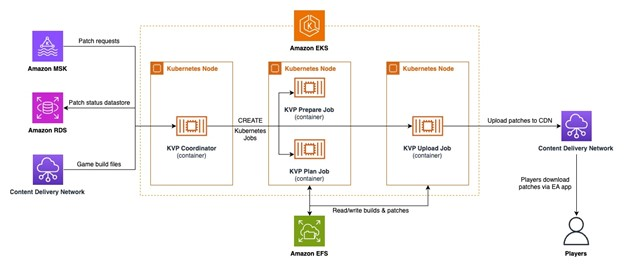 Patch requests
Amazon MSK
Patch status datastore
Amazon RDS
Game build files
Content Delivery Network
Amazon EKS
Kubernetes Node
KVP Coordinator
(container)
CREATE
Kubernetes
Jobs
Kubernetes Node
KVP Prepare Job
(container)
KVP Plan Job
(container)
Kubernetes Node
KVP Upload Job
(container)
Read/write builds & patches
Amazon EFS
Upload patches to CDN
Content Delivery Network
Players download
patches via EA app
Players